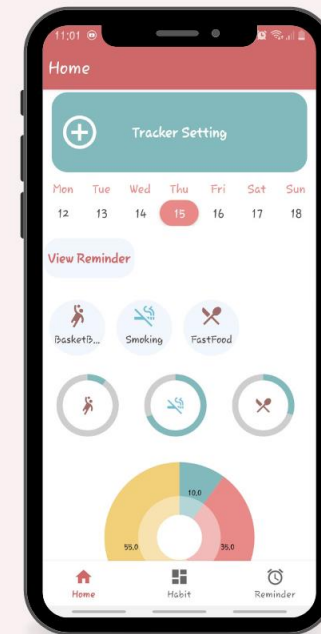 11:01
Home
Tracker Setting
Mon Tue Wed Thu Fri Sat Sun
12 13 14 15 16 17 18
View Reminder
BasketB... Smoking FastFood
10.0
55.0 35.0
Home Habit Reminder